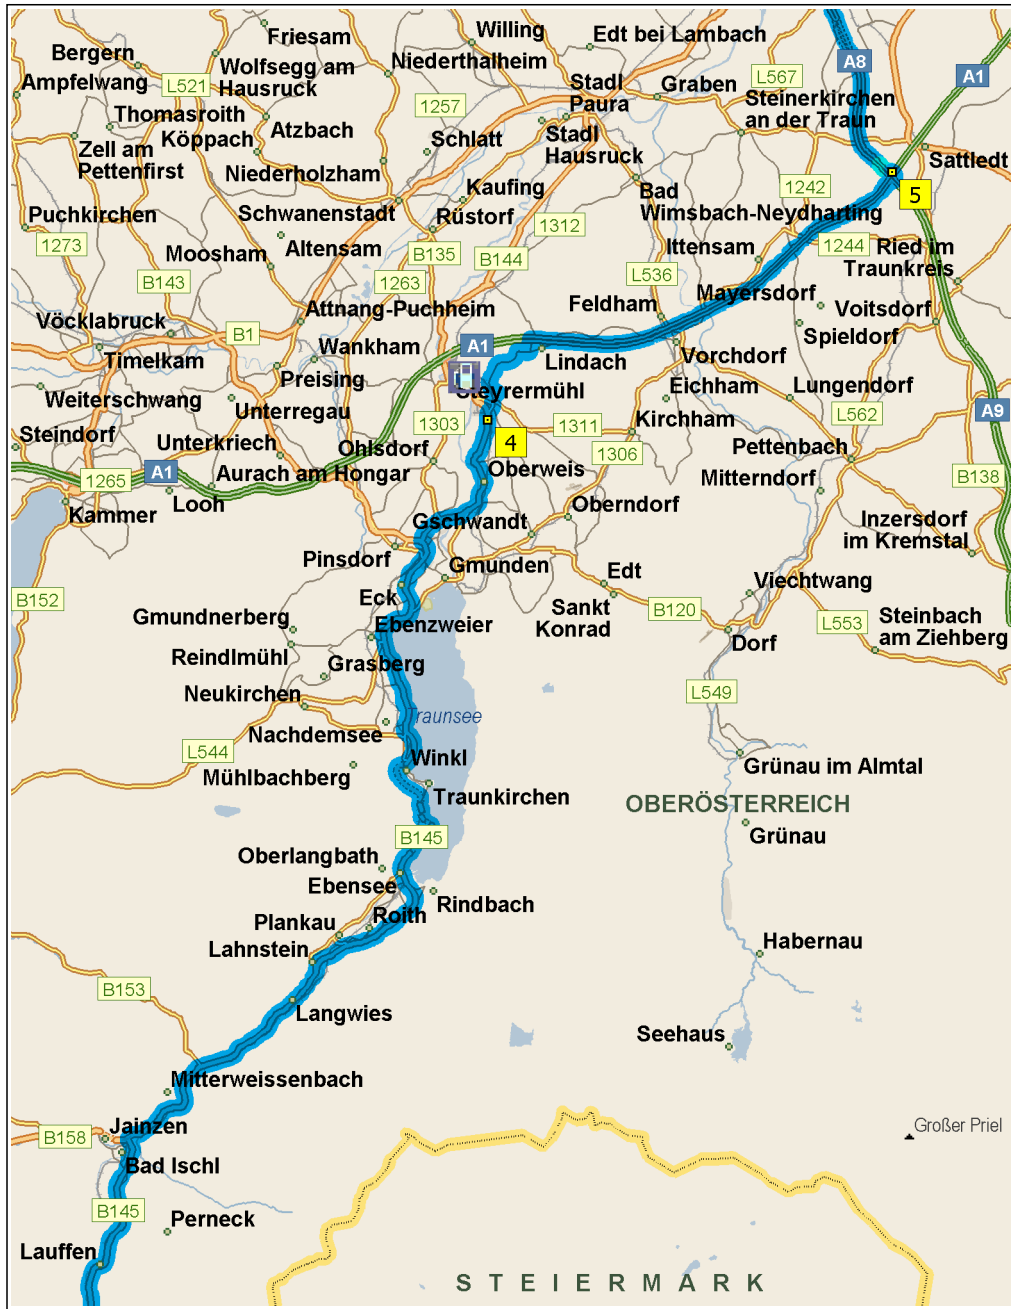 Friesam
Willing
Edt bei Lambach
Bergern
A8
Wolfsegg am
Hausruck
Niederthalheim
A1
Ampfelwang
L521
Stadl
Paura
Graben
L567
Steinerkirchen
an der Traun
1257
Thomasroith
Köppach
Atzbach
Schlatt
Stadl
Hausruck
Zell am
Pettenfirst
Sattledt
Niederholzham
Kaufing
Bad
Wimsbach-Neydharting
1242
5
Puchkirchen
Schwanenstadt
Rüstorf
1312
1273
Moosham
Altensam
B135
B144
Ittensam
1244
Ried im
Traunkreis
B143
1263
L536
Mayersdorf
Attnang-Puchheim
Feldham
Voitsdorf
Vöcklabruck
B1
Spieldorf
Timelkam
Wankham
A1
Lindach
Vorchdorf
Preising
Steyrermühl
Eichham
Lungendorf
Weiterschwang
Unterregau
Steindorf
Unterkriech
Ohlsdorf
1303
4
1311
Kirchham
L562
A9
1306
Pettenbach
1265
A1
Aurach am Hongar
Oberweis
Mitterndorf
B138
Kammer
Looh
Gschwandt
Oberndorf
Inzersdorf
im Kremstal
Pinsdorf
Gmunden
Edt
Viechtwang
B152
Eck
Sankt
Konrad
B120
Gmundnerberg
Ebenzweier
Dorf
L553
Steinbach
am Ziehberg
Reindlmühl
Grasberg
Neukirchen
L549
Traunsee
Nachdemsee
L544
Winkl
Mühlbachberg
Grünau im Almtal
Traunkirchen
OBERÖSTERREICH
B145
Grünau
Oberlangbath
Ebensee
Rindbach
Plankau
Roith
Lahnstein
Habernau
B153
Langwies
Seehaus
Mitterweissenbach
Jainzen
B158
Großer Priel
Bad Ischl
B145
Perneck
Lauffen
STEIERMARK